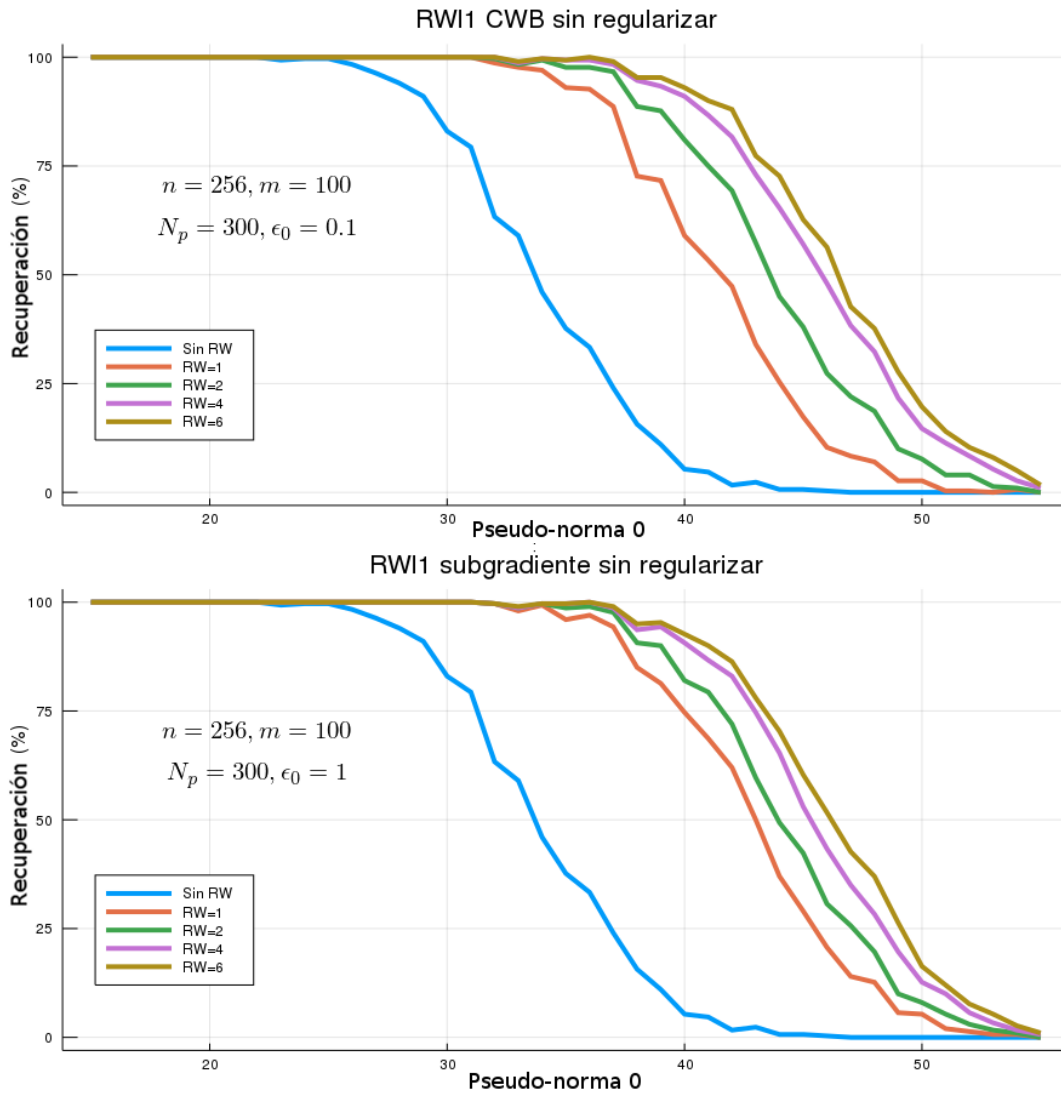 RWl1 CWB sin regularizar
Recuperación (%)
100
75
50
25
0
n = 256, m = 100
N_p = 300, ϵ_0 = 0.1
Sin RW
RW=1
RW=2
RW=4
RW=6
20
30
40
50
Pseudo-norma 0
RWl1 subgradiente sin regularizar
Recuperación (%)
100
75
50
25
0
n = 256, m = 100
N_p = 300, ϵ_0 = 1
Sin RW
RW=1
RW=2
RW=4
RW=6
20
30
40
50
Pseudo-norma 0